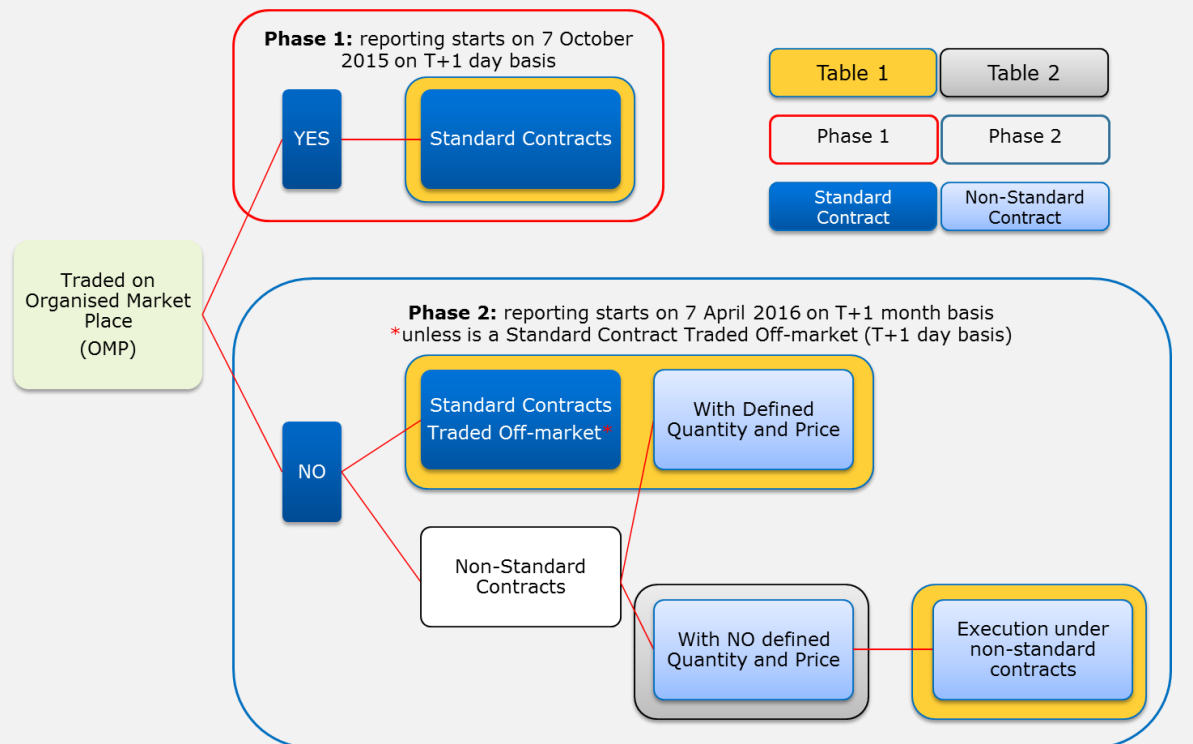 Phase 1: reporting starts on 7 October
2015 on T+1 day basis
YES
Standard Contracts
Table 1
Table 2
Phase 1
Phase 2
Standard
Contract
Non-Standard
Contract
Traded on
Organised Market
Place
(OMP)
Phase 2: reporting starts on 7 April 2016 on T+1 month basis
*unless is a Standard Contract Traded Off-market (T+1 day basis)
NO
Standard Contracts
Traded Off-market*
With Defined
Quantity and Price
Non-Standard
Contracts
With NO defined
Quantity and Price
Execution under
non-standard
contracts